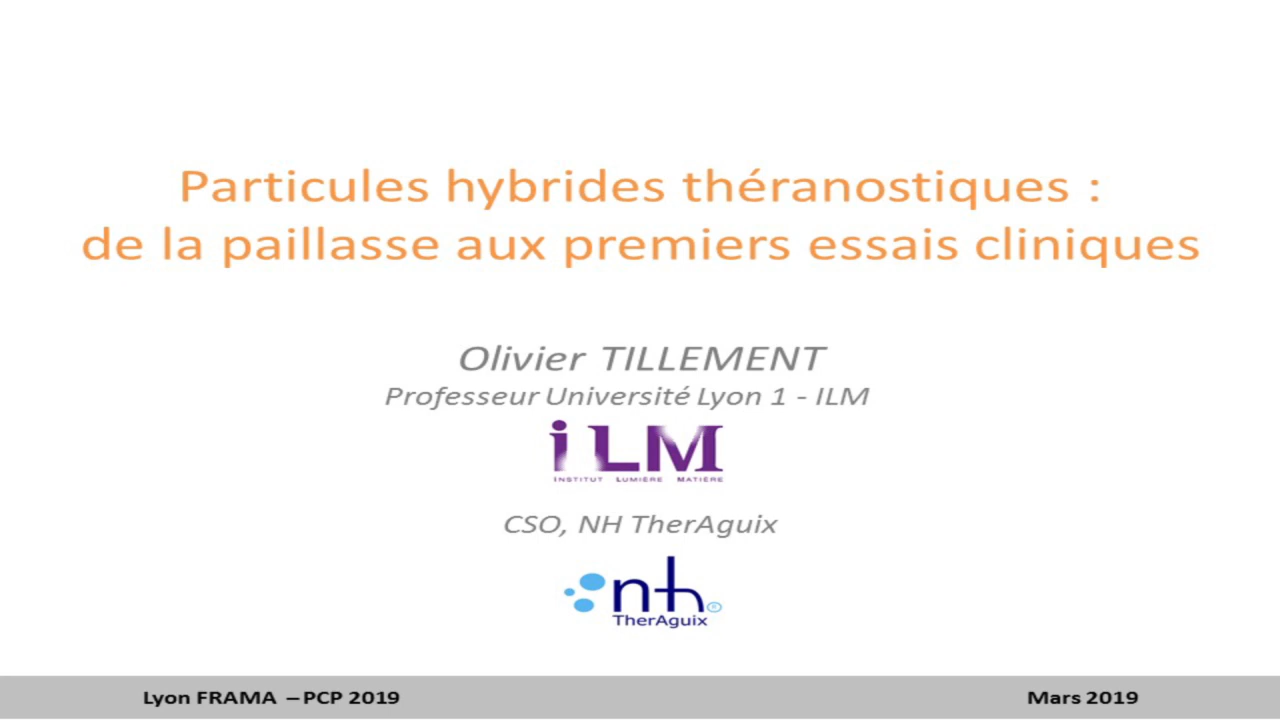 Particules hybrides théranostiques :
de la paillasse aux premiers essais cliniques
Olivier TILLEMENT
Professeur Université Lyon 1 - ILM
iLM
INSTITUT LUMIÈRE MATIÈRE
CSO, NH TherAguix
nh®
TherAguix
Lyon FRAMA – PCP 2019
Mars 2019